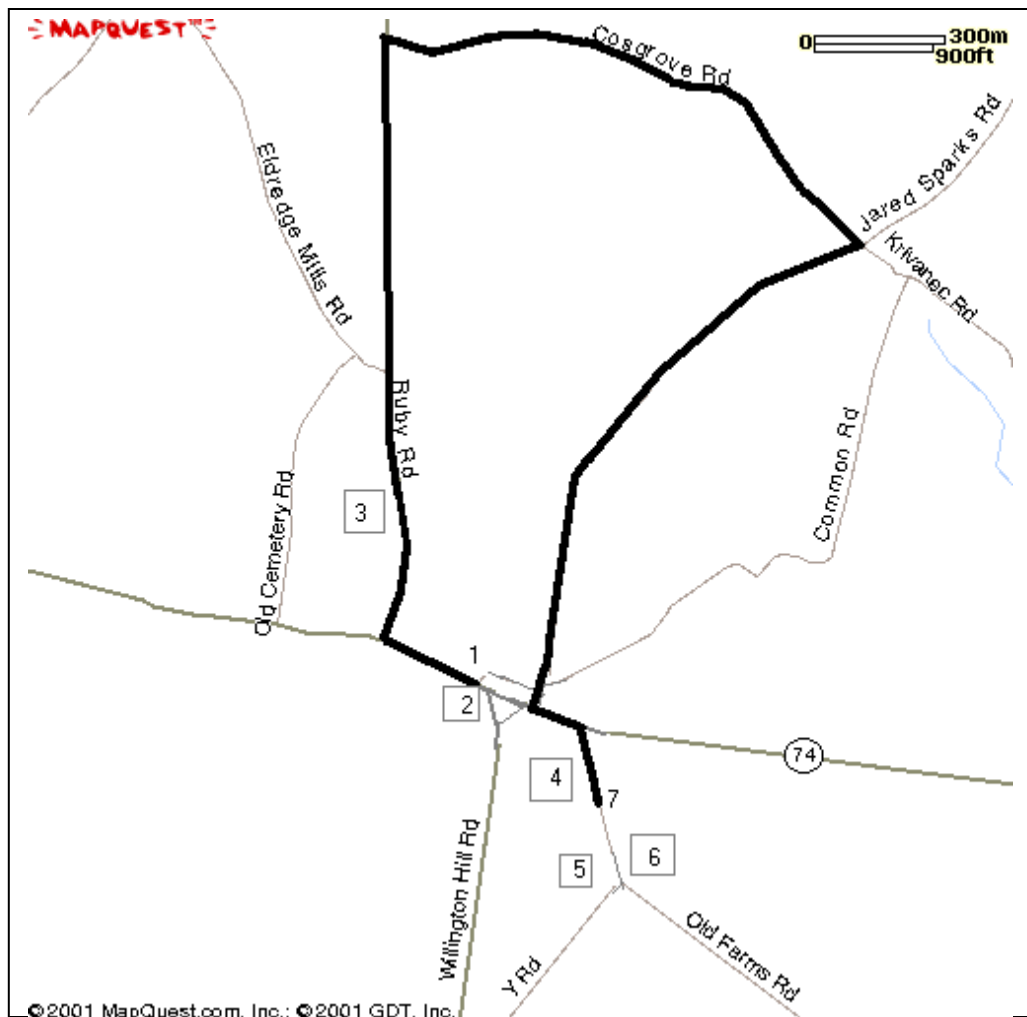 MAPQUEST™
0 300m
900ft
Cosgrove Rd
Jared Sparks Rd
Krivanec Rd
Eldredge Mills Rd
Ruby Rd
Common Rd
Old Cemetery Rd
3
1
2
74
4
7
6
5
Willington Hill Rd
Y Rd
Old Farms Rd
©2001 MapQuest.com, Inc.; ©2001 GDT, Inc.